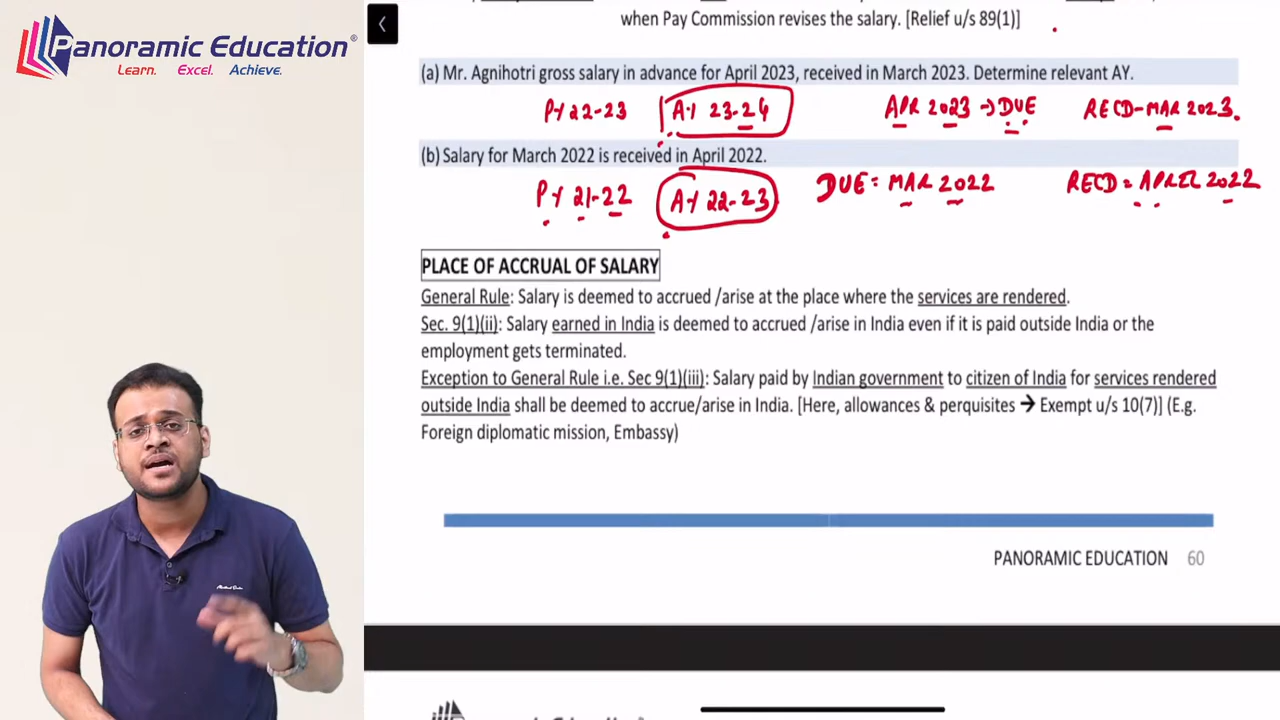 Panoramic Education®
Learn. Excel. Achieve.
when Pay Commission revises the salary. [Relief u/s 89(1)]
(a) Mr. Agnihotri gross salary in advance for April 2023, received in March 2023. Determine relevant AY.
P-Y 22-23 A-Y 23-24 APR 2023 → DUE RECD-MAR 2023.
(b) Salary for March 2022 is received in April 2022.
P-Y 21-22 A-Y 22-23 DUE = MAR 2022 RECD = APREL 2022
PLACE OF ACCRUAL OF SALARY
General Rule: Salary is deemed to accrued /arise at the place where the services are rendered.
Sec. 9(1)(ii): Salary earned in India is deemed to accrued /arise in India even if it is paid outside India or the
employment gets terminated.
Exception to General Rule i.e. Sec 9(1)(iii): Salary paid by Indian government to citizen of India for services rendered
outside India shall be deemed to accrue/arise in India. [Here, allowances & perquisites → Exempt u/s 10(7)] (E.g.
Foreign diplomatic mission, Embassy)
PANORAMIC EDUCATION 60